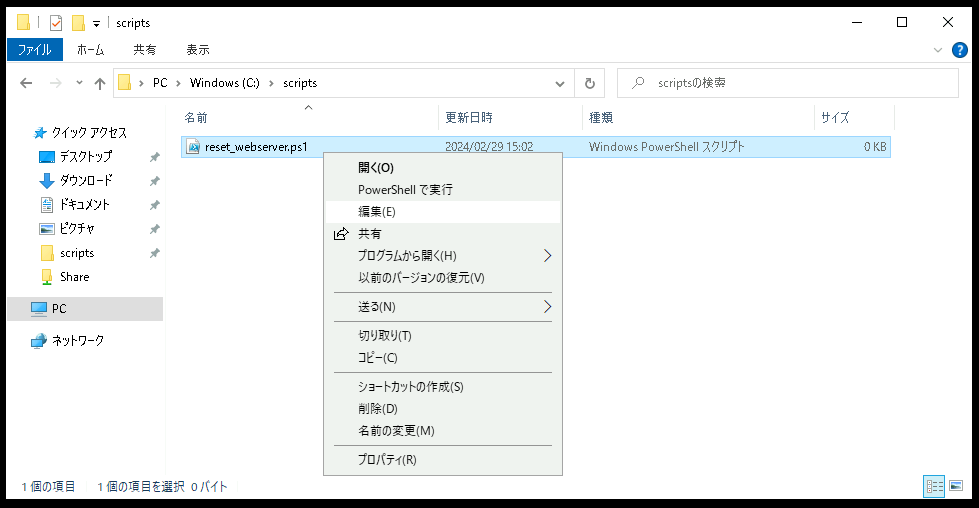 scripts
ファイル ホーム 共有 表示
PC Windows (C:) scripts scriptsの検索
名前 更新日時 種類 サイズ
クイック アクセス
reset_webserver.ps1 2024/02/29 15:02 Windows PowerShell スクリプト 0 KB
デスクトップ
ダウンロード
ドキュメント
ピクチャ
scripts
Share
PC
ネットワーク
開く(O)
PowerShell で実行
編集(E)
共有
プログラムから開く(H)
以前のバージョンの復元(V)
送る(N)
切り取り(T)
コピー(C)
ショートカットの作成(S)
削除(D)
名前の変更(M)
プロパティ(R)
1 個の項目 1 個の項目を選択 0 バイト